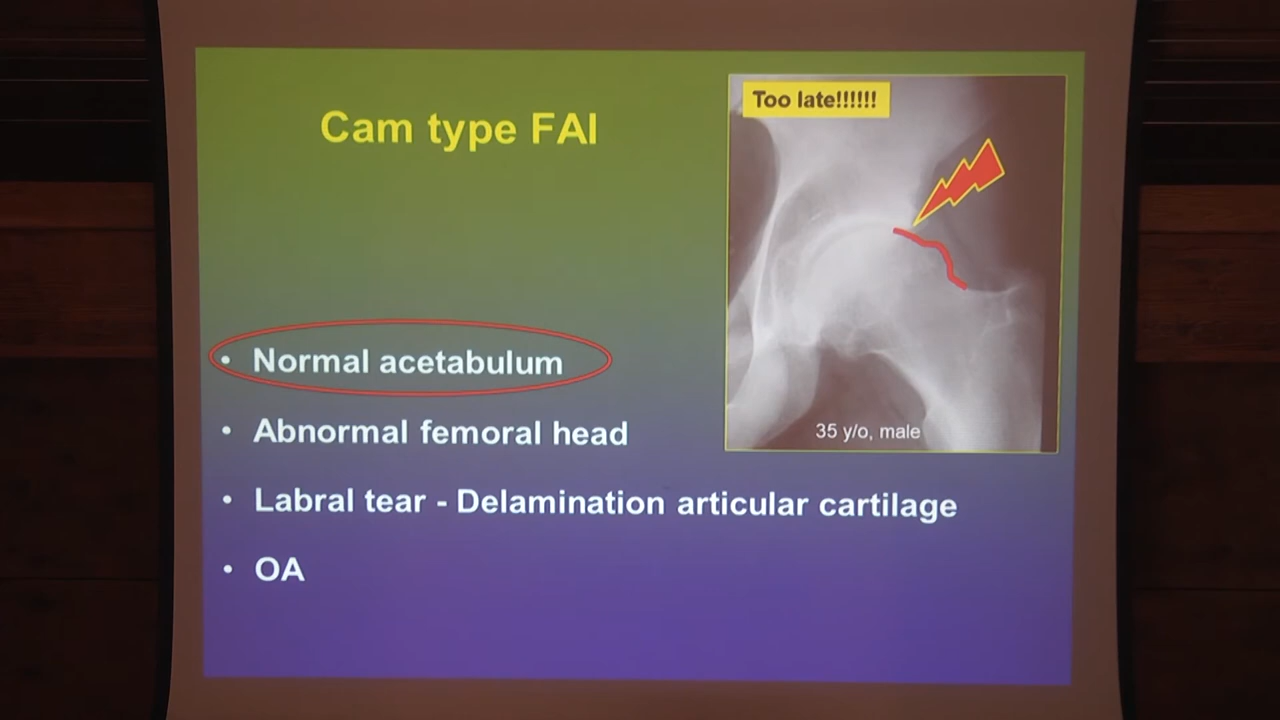 Cam type FAI
Too late!!!!!!
35 y/o, male
• Normal acetabulum
• Abnormal femoral head
• Labral tear - Delamination articular cartilage
• OA